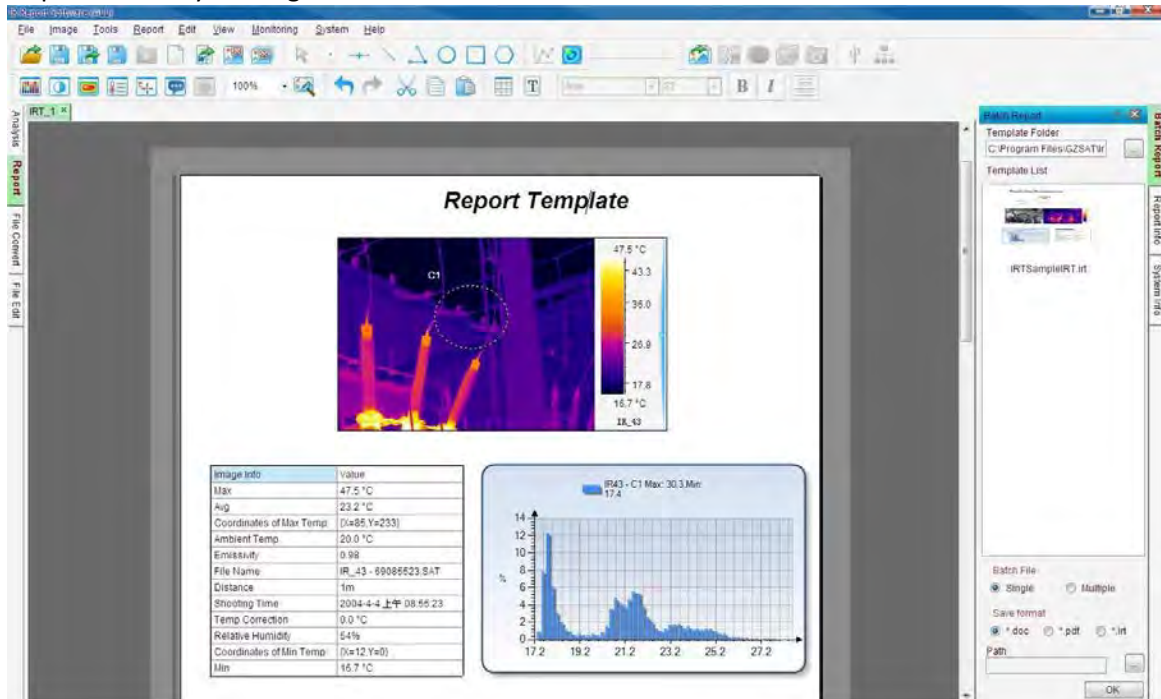 File Image Tools Report Edit View Monitoring System Help
100%
T
B I
Analysis
Report
File Convert
File Edit
IRT_1
Report Template
C1
47.5 °C
43.3
35.0
26.9
17.8
16.7 °C
IR_43
Image Info Value
Max 47.5 °C
Avg 23.2 °C
Coordinates of Max Temp (X=85,Y=233)
Ambient Temp 20.0 °C
Emissivity 0.98
File Name IR_43 - 69085523.SAT
Distance 1m
Shooting Time 2004-4-4 上午 08:55:23
Temp Correction 0.0 °C
Relative Humidity 54%
Coordinates of Min Temp (X=12,Y=0)
Min 16.7 °C
IR43 - C1 Max: 30.3,Min:
17.4
14
12
10
8
6
4
2
0
17.2 19.2 21.2 23.2 25.2 27.2
Batch Report
Template Folder
C:\Program Files\GZSAT\Ir
...
Template List
IRTSampleIRT.irt
Batch File
Single Multiple
Save format
*.doc *.pdf *.irt
Path
...
OK
Batch Report
Report Info
System Info